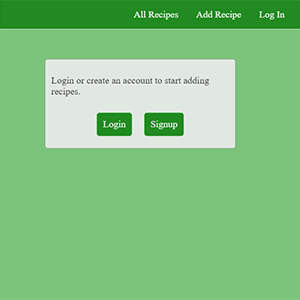 All Recipes Add Recipe Log In
Login or create an account to start adding
recipes.
Login Signup